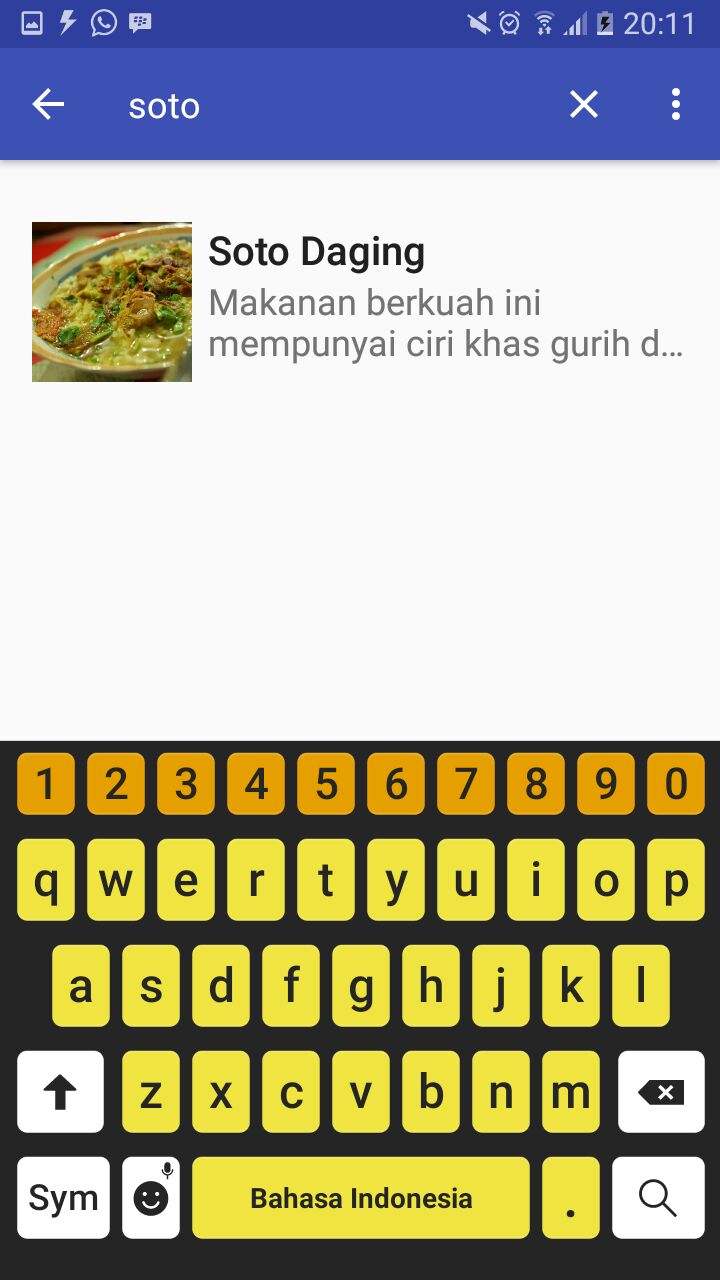 20:11
soto
Soto Daging
Makanan berkuah ini
mempunyai ciri khas gurih d...
1 2 3 4 5 6 7 8 9 0
q w e r t y u i o p
a s d f g h j k l
z x c v b n m
Sym Bahasa Indonesia .